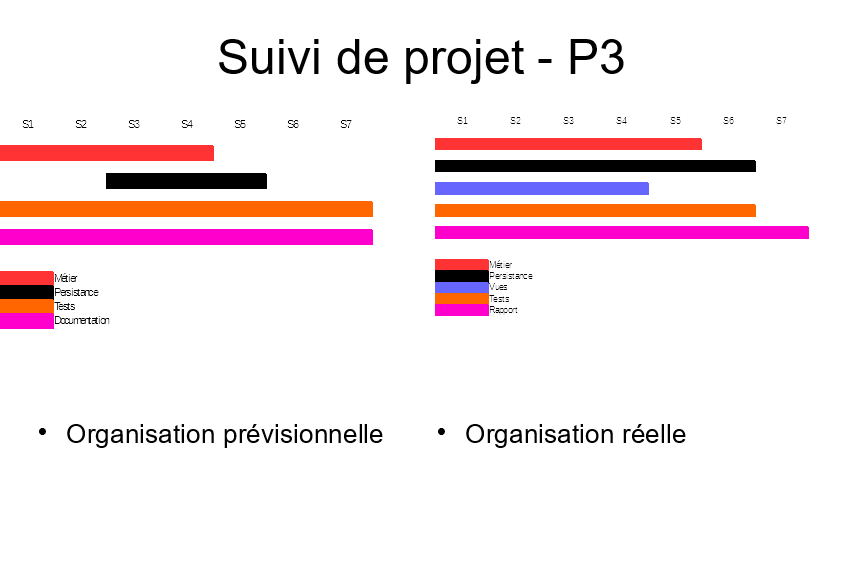 Suivi de projet - P3
S1 S2 S3 S4 S5 S6 S7
Métier
Persistance
Tests
Documentation
S1 S2 S3 S4 S5 S6 S7
Métier
Persistance
Vues
Tests
Rapport
• Organisation prévisionnelle
• Organisation réelle